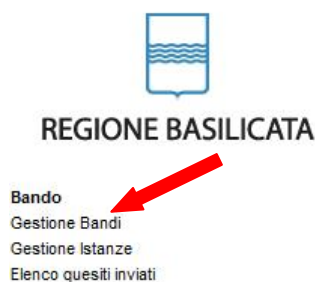 REGIONE BASILICATA
Bando
Gestione Bandi
Gestione Istanze
Elenco quesiti inviati